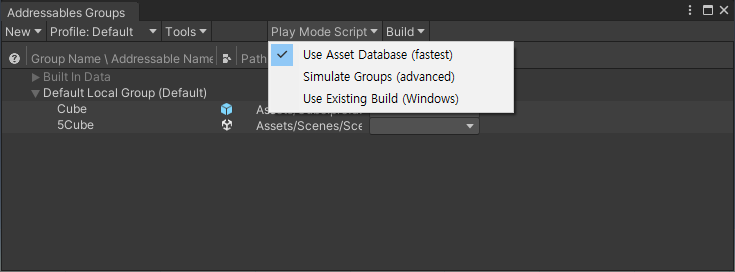 Addressables Groups
New Profile: Default Tools Play Mode Script Build
Group Name \ Addressable Name Path
Use Asset Database (fastest)
Built In Data
Simulate Groups (advanced)
Default Local Group (Default)
Use Existing Build (Windows)
Cube
5Cube Assets/Scenes/Sce